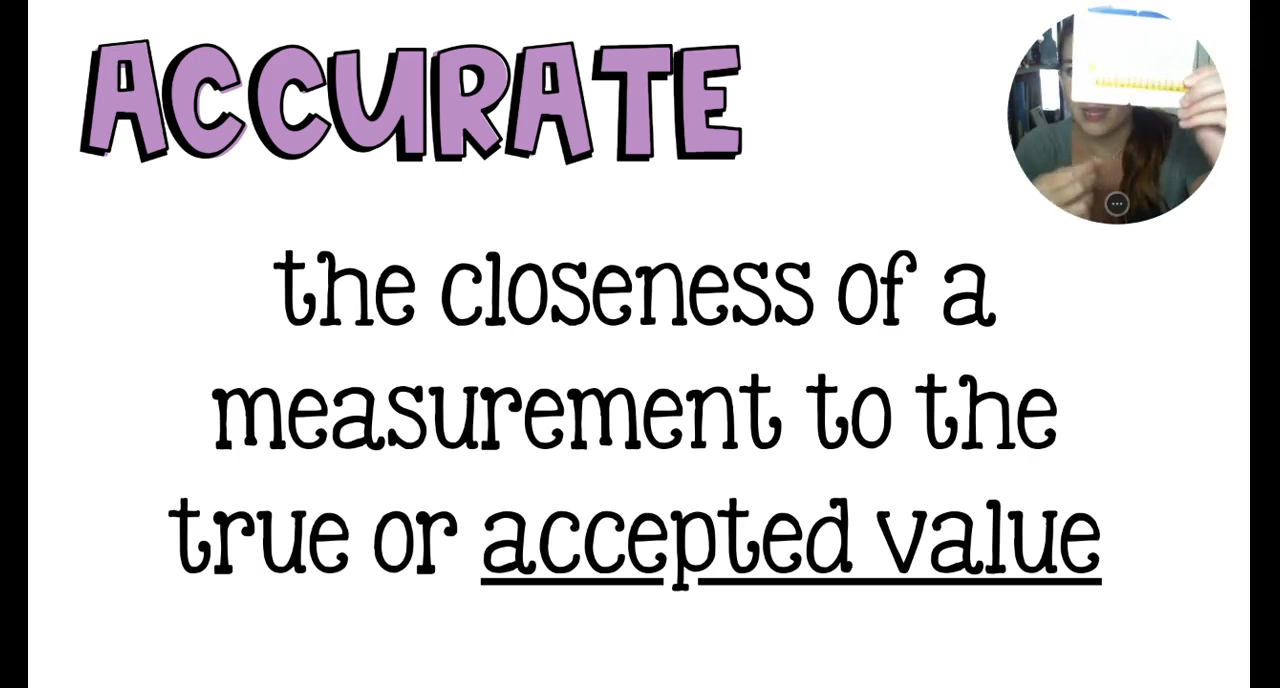 ACCURATE
the closeness of a
measurement to the
true or accepted value